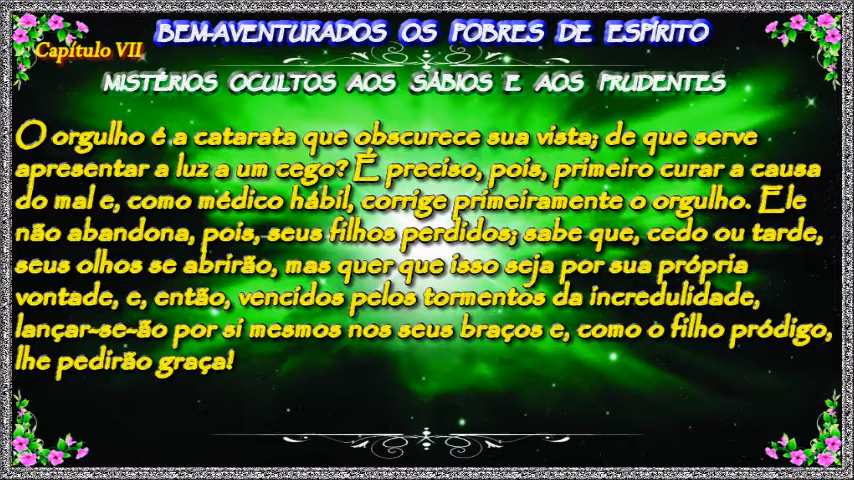 BEM-AVENTURADOS OS POBRES DE ESPÍRITO
Capítulo VII
MISTÉRIOS OCULTOS AOS SÁBIOS E AOS PRUDENTES
O orgulho é a catarata que obscurece sua vista; de que serve
apresentar a luz a um cego? É preciso, pois, primeiro curar a causa
do mal e, como médico hábil, corrige primeiramente o orgulho. Ele
não abandona, pois, seus filhos perdidos; sabe que, cedo ou tarde,
seus olhos se abrirão, mas quer que isso seja por sua própria
vontade, e, então, vencidos pelos tormentos da incredulidade,
lançar-se-ão por si mesmos nos seus braços e, como o filho pródigo,
lhe pedirão graça!